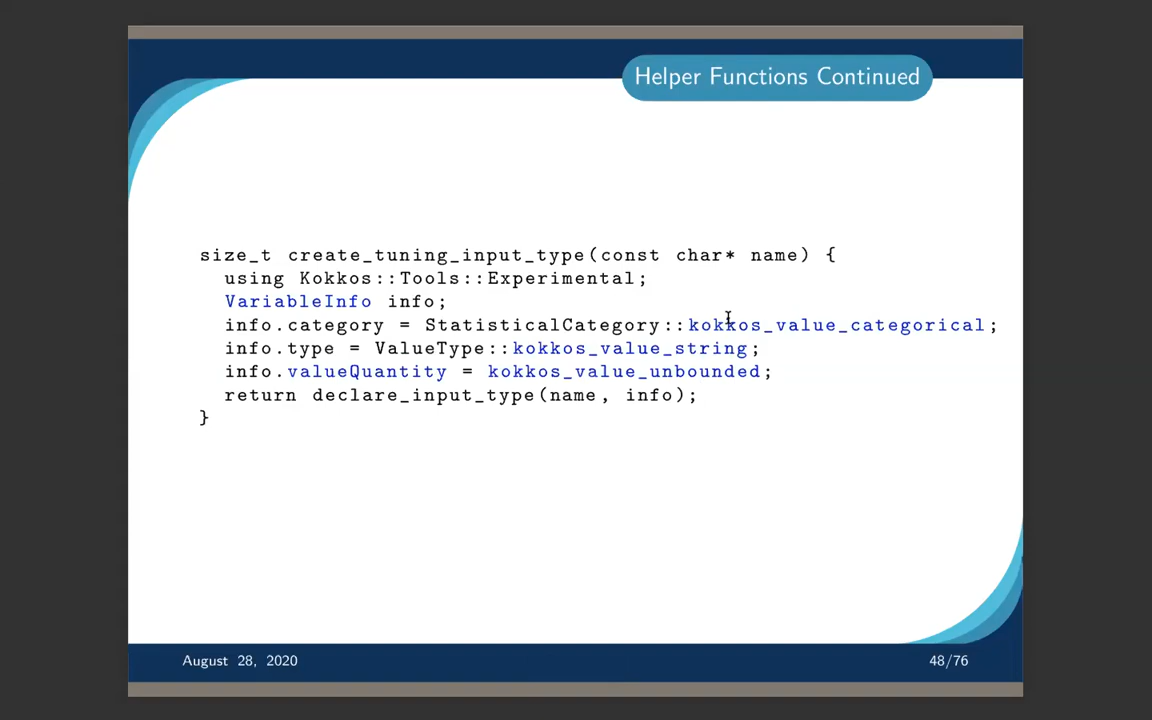 Helper Functions Continued
size_t create_tuning_input_type(const char* name) {
using Kokkos::Tools::Experimental;
VariableInfo info;
info.category = StatisticalCategory::kokkos_value_categorical;
info.type = ValueType::kokkos_value_string;
info.valueQuantity = kokkos_value_unbounded;
return declare_input_type(name, info);
}
August 28, 2020
48/76